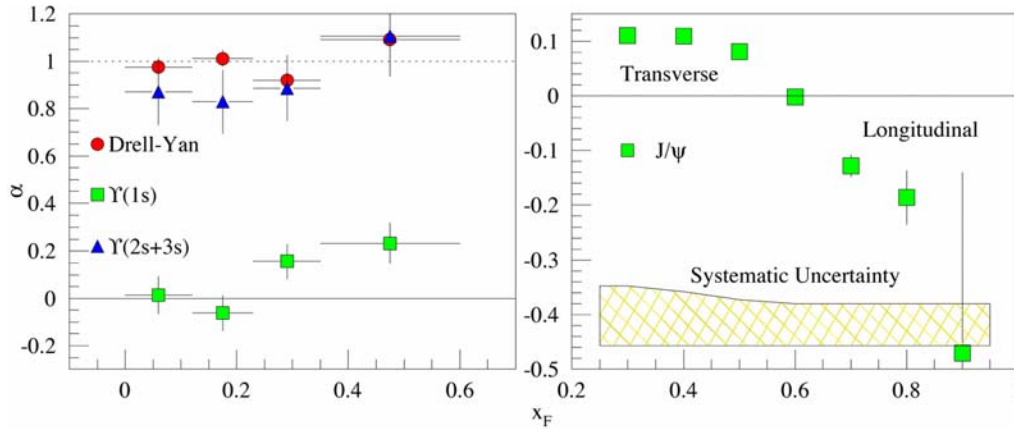 1.2
1
0.8
0.6
0.4
0.2
0
-0.2
α
Drell-Yan
ϒ(1s)
ϒ(2s+3s)
0
0.2
0.4
0.6
0.1
0
-0.1
-0.2
-0.3
-0.4
-0.5
Transverse
Longitudinal
J/ψ
Systematic Uncertainty
0.2
0.4
0.6
0.8
1
x_F